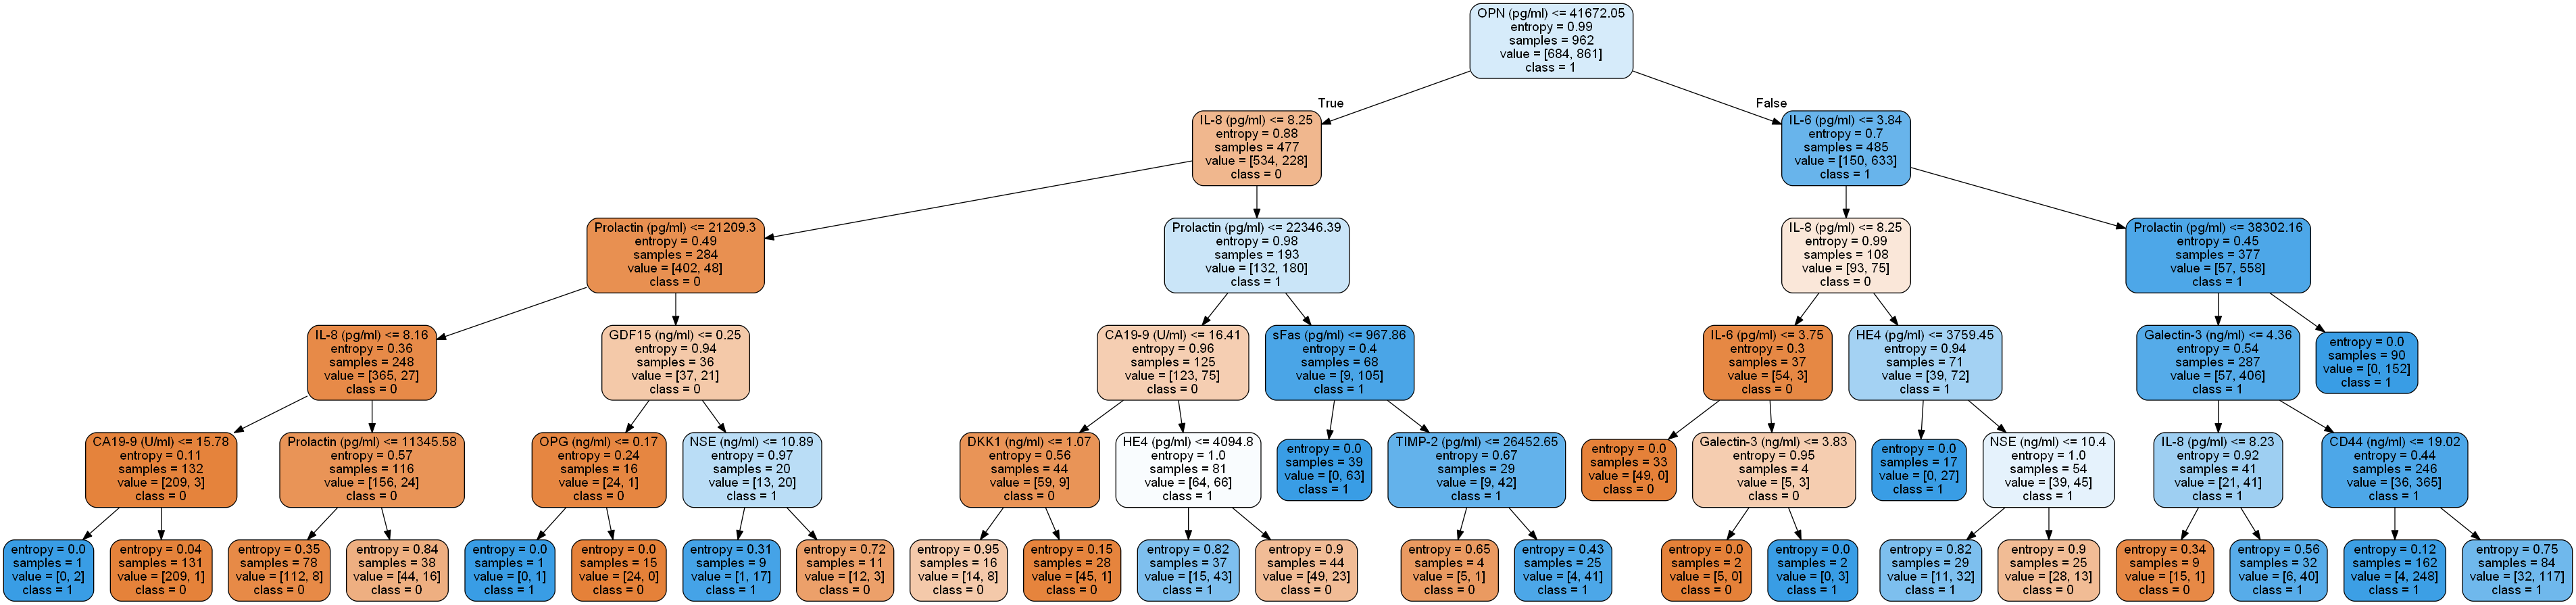 OPN (pg/ml) <= 41672.05
entropy = 0.99
samples = 962
value = [684, 861]
class = 1
True
False
IL-8 (pg/ml) <= 8.25
entropy = 0.88
samples = 477
value = [534, 228]
class = 0
IL-6 (pg/ml) <= 3.84
entropy = 0.7
samples = 485
value = [150, 633]
class = 1
Prolactin (pg/ml) <= 21209.3
entropy = 0.49
samples = 284
value = [402, 48]
class = 0
Prolactin (pg/ml) <= 22346.39
entropy = 0.98
samples = 193
value = [132, 180]
class = 1
IL-8 (pg/ml) <= 8.25
entropy = 0.99
samples = 108
value = [93, 75]
class = 0
Prolactin (pg/ml) <= 38302.16
entropy = 0.45
samples = 377
value = [57, 558]
class = 1
IL-8 (pg/ml) <= 8.16
entropy = 0.36
samples = 248
value = [365, 27]
class = 0
GDF15 (ng/ml) <= 0.25
entropy = 0.94
samples = 36
value = [37, 21]
class = 0
CA19-9 (U/ml) <= 16.41
entropy = 0.96
samples = 125
value = [123, 75]
class = 0
sFas (pg/ml) <= 967.86
entropy = 0.4
samples = 68
value = [9, 105]
class = 1
IL-6 (pg/ml) <= 3.75
entropy = 0.3
samples = 37
value = [54, 3]
class = 0
HE4 (pg/ml) <= 3759.45
entropy = 0.94
samples = 71
value = [39, 72]
class = 1
Galectin-3 (ng/ml) <= 4.36
entropy = 0.54
samples = 287
value = [57, 406]
class = 1
entropy = 0.0
samples = 90
value = [0, 152]
class = 1
CA19-9 (U/ml) <= 15.78
entropy = 0.11
samples = 132
value = [209, 3]
class = 0
Prolactin (pg/ml) <= 11345.58
entropy = 0.57
samples = 116
value = [156, 24]
class = 0
OPG (ng/ml) <= 0.17
entropy = 0.24
samples = 16
value = [24, 1]
class = 0
NSE (ng/ml) <= 10.89
entropy = 0.97
samples = 20
value = [13, 20]
class = 1
DKK1 (ng/ml) <= 1.07
entropy = 0.56
samples = 44
value = [59, 9]
class = 0
HE4 (pg/ml) <= 4094.8
entropy = 1.0
samples = 81
value = [64, 66]
class = 1
entropy = 0.0
samples = 39
value = [0, 63]
class = 1
TIMP-2 (pg/ml) <= 26452.65
entropy = 0.67
samples = 29
value = [9, 42]
class = 1
entropy = 0.0
samples = 33
value = [49, 0]
class = 0
Galectin-3 (ng/ml) <= 3.83
entropy = 0.95
samples = 4
value = [5, 3]
class = 0
entropy = 0.0
samples = 17
value = [0, 27]
class = 1
NSE (ng/ml) <= 10.4
entropy = 1.0
samples = 54
value = [39, 45]
class = 1
IL-8 (pg/ml) <= 8.23
entropy = 0.92
samples = 41
value = [21, 41]
class = 1
CD44 (ng/ml) <= 19.02
entropy = 0.44
samples = 246
value = [36, 365]
class = 1
entropy = 0.0
samples = 1
value = [0, 2]
class = 1
entropy = 0.04
samples = 131
value = [209, 1]
class = 0
entropy = 0.35
samples = 78
value = [112, 8]
class = 0
entropy = 0.84
samples = 38
value = [44, 16]
class = 0
entropy = 0.0
samples = 1
value = [0, 1]
class = 1
entropy = 0.0
samples = 15
value = [24, 0]
class = 0
entropy = 0.31
samples = 9
value = [1, 17]
class = 1
entropy = 0.72
samples = 11
value = [12, 3]
class = 0
entropy = 0.95
samples = 16
value = [14, 8]
class = 0
entropy = 0.15
samples = 28
value = [45, 1]
class = 0
entropy = 0.82
samples = 37
value = [15, 43]
class = 1
entropy = 0.9
samples = 44
value = [49, 23]
class = 0
entropy = 0.65
samples = 4
value = [5, 1]
class = 0
entropy = 0.43
samples = 25
value = [4, 41]
class = 1
entropy = 0.0
samples = 2
value = [5, 0]
class = 0
entropy = 0.0
samples = 2
value = [0, 3]
class = 1
entropy = 0.82
samples = 29
value = [11, 32]
class = 1
entropy = 0.9
samples = 25
value = [28, 13]
class = 0
entropy = 0.34
samples = 9
value = [15, 1]
class = 0
entropy = 0.56
samples = 32
value = [6, 40]
class = 1
entropy = 0.12
samples = 162
value = [4, 248]
class = 1
entropy = 0.75
samples = 84
value = [32, 117]
class = 1